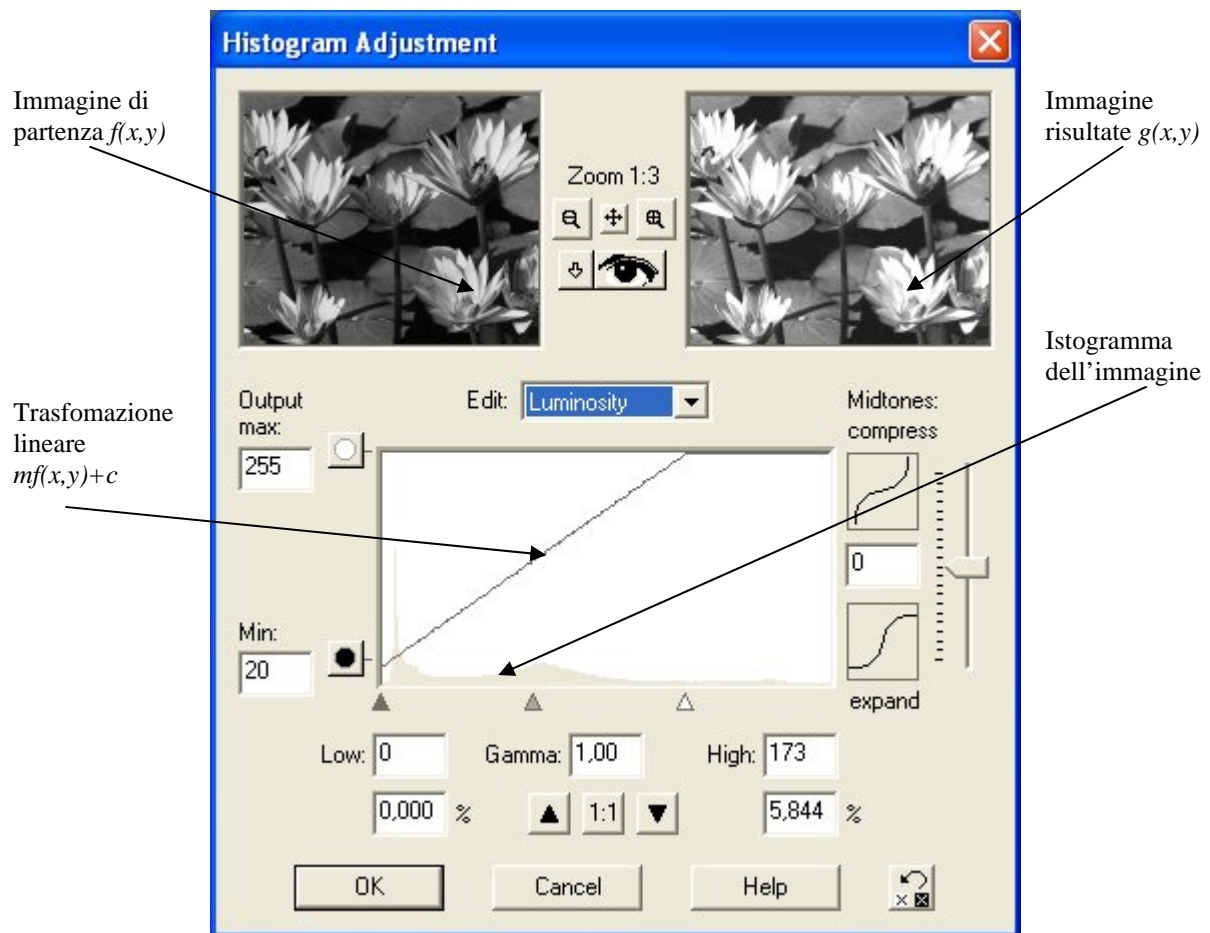 Histogram Adjustment
Immagine di
partenza f(x,y)
Immagine
risultate g(x,y)
Zoom 1:3
Istogramma
dell'immagine
Trasfomazione
lineare
mf(x,y)+c
Output
max:
255
Edit: Luminosity
Midtones:
compress
0
Min:
20
expand
Low: 0 Gamma: 1,00 High: 173
0,000 % 1:1 5,844 %
OK Cancel Help